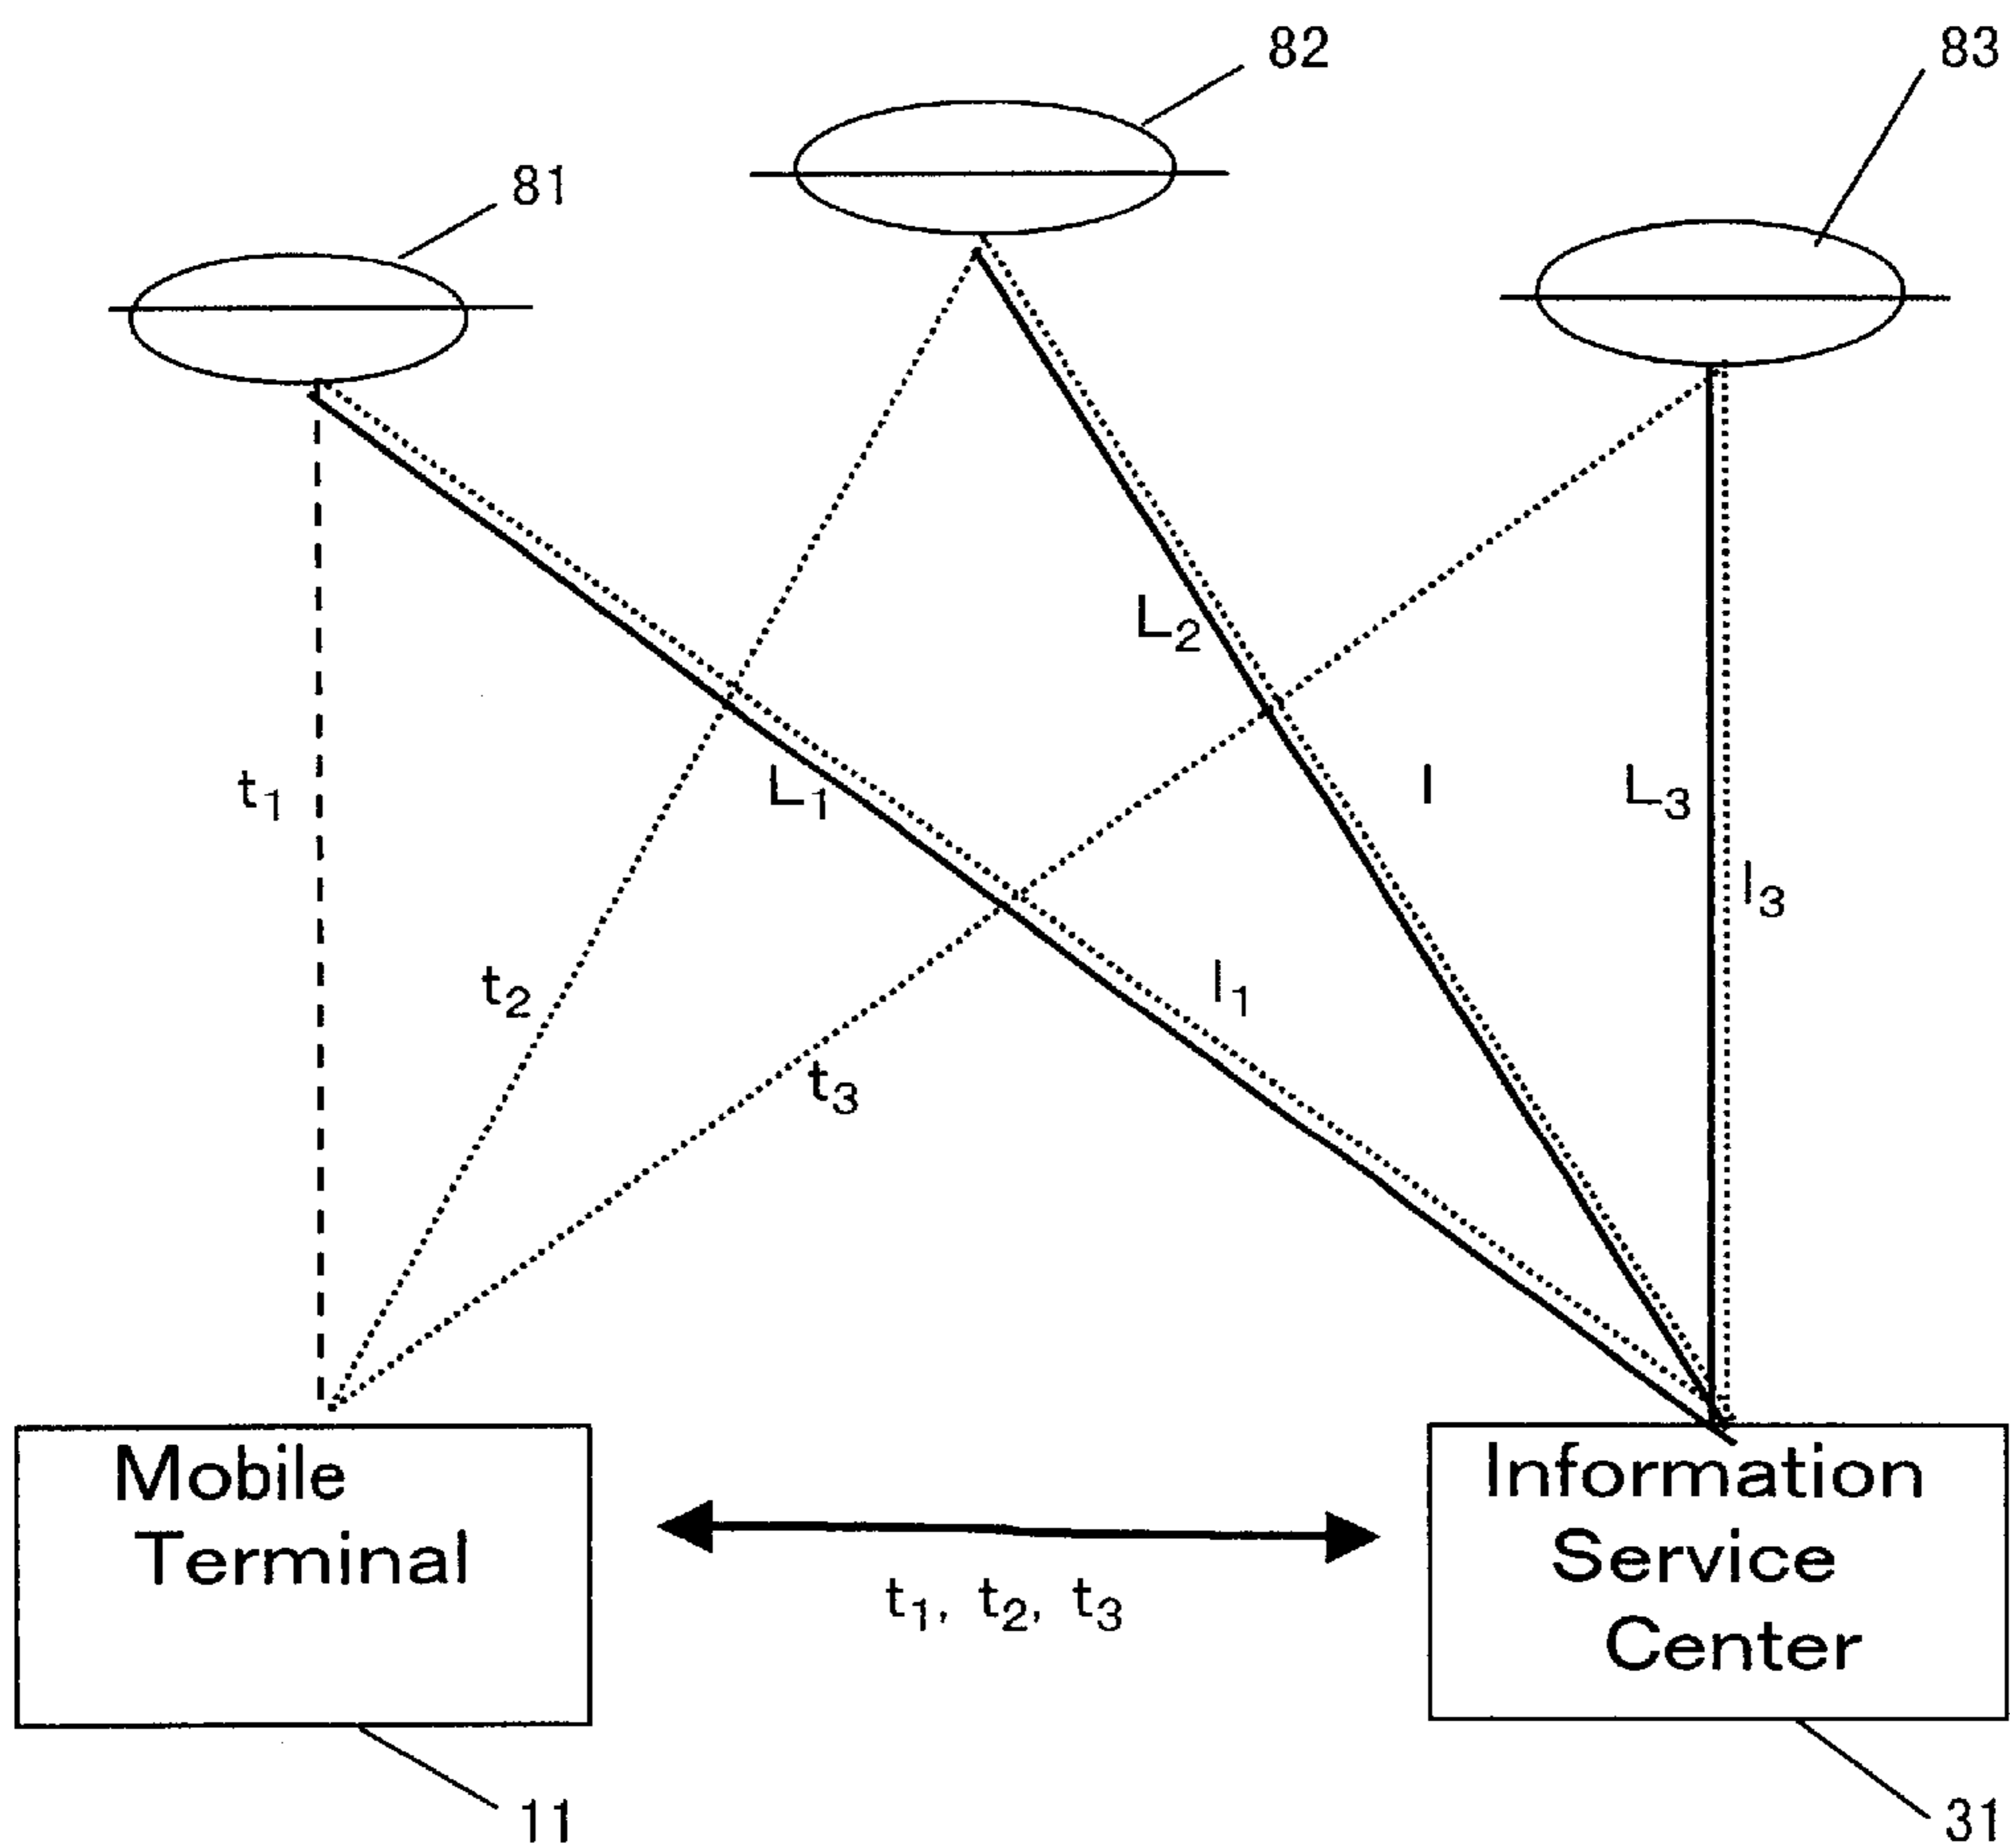 82
83
81
L2
t1
L1
l
L3
l3
t2
l1
t3
Mobile
Terminal
Information
Service
Center
t1, t2, t3
11
31